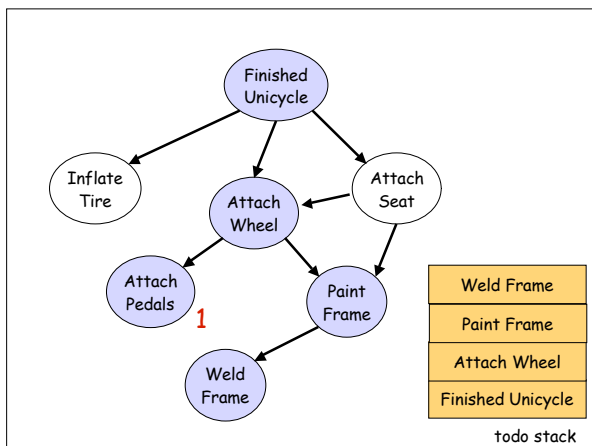 Finished
Unicycle
Inflate
Tire
Attach
Wheel
Attach
Seat
Attach
Pedals
1
Paint
Frame
Weld
Frame
Weld Frame
Paint Frame
Attach Wheel
Finished Unicycle
todo stack